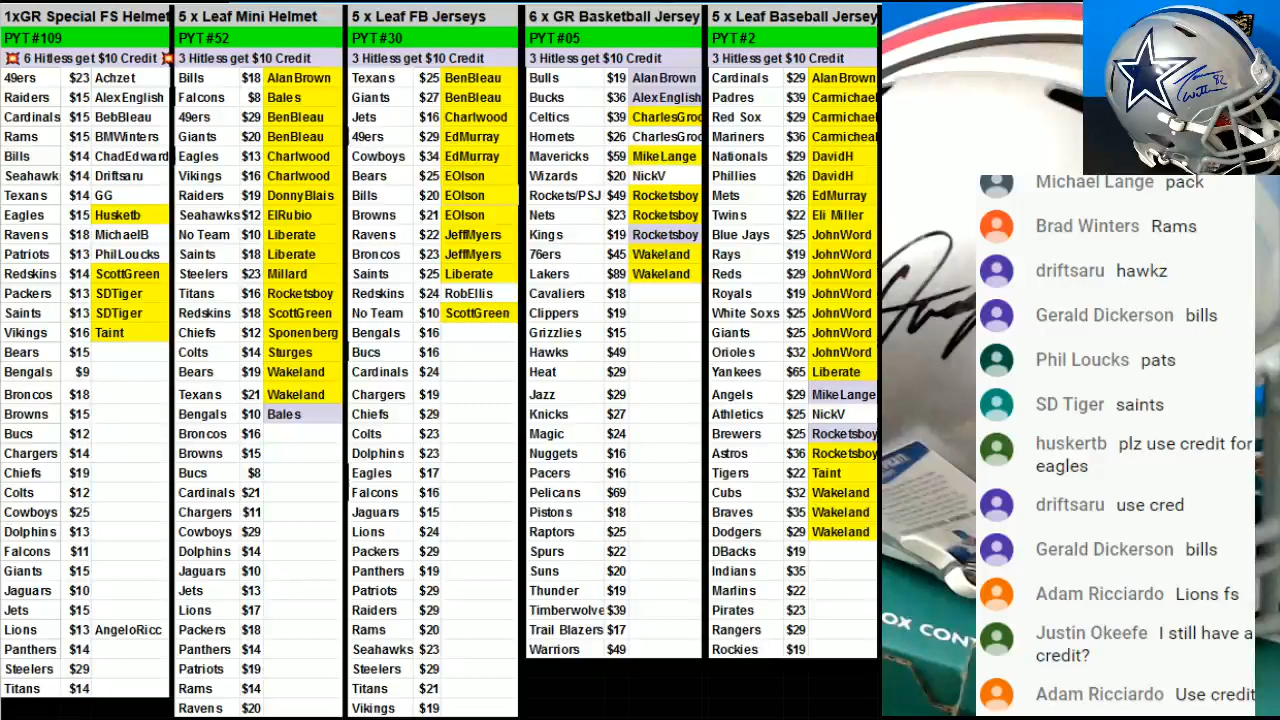 1xGR Special FS Helmet
PYT #109
💥 6 Hitless get $10 Credit 💥
49ers $23 Achzet
Raiders $15 AlexEnglish
Cardinals $15 BebBleau
Rams $15 BMWinters
Bills $14 ChadEdward
Seahawk $14 Driftsaru
Texans $14 GG
Eagles $15 Husketb
Ravens $18 MichaelB
Patriots $13 PhilLoucks
Redskins $14 ScottGreen
Packers $13 SDTiger
Saints $13 SDTiger
Vikings $16 Taint
Bears $15
Bengals $9
Broncos $18
Browns $15
Bucs $12
Chargers $14
Chiefs $19
Colts $12
Cowboys $25
Dolphins $13
Falcons $11
Giants $15
Jaguars $10
Jets $15
Lions $13 AngeloRicc
Panthers $14
Steelers $29
Titans $14
5 x Leaf Mini Helmet
PYT #52
3 Hitless get $10 Credit
Bills $18 AlanBrown
Falcons $8 Bales
49ers $29 BenBleau
Giants $20 BenBleau
Eagles $13 Charlwood
Vikings $16 Charlwood
Raiders $19 DonnyBlais
Seahawks $12 ElRubio
No Team $10 Liberate
Saints $18 Liberate
Steelers $23 Millard
Titans $16 Rocketsboy
Redskins $18 ScottGreen
Chiefs $12 Sponenberg
Colts $14 Sturges
Bears $19 Wakeland
Texans $21 Wakeland
Bengals $10 Bales
Broncos $16
Browns $15
Bucs $8
Cardinals $21
Chargers $11
Cowboys $29
Dolphins $14
Jaguars $10
Jets $13
Lions $17
Packers $18
Panthers $14
Patriots $19
Rams $14
Ravens $20
5 x Leaf FB Jerseys
PYT #30
3 Hitless get $10 Credit
Texans $25 BenBleau
Giants $27 BenBleau
Jets $16 Charlwood
49ers $29 EdMurray
Cowboys $34 EdMurray
Bears $25 EOlson
Bills $20 EOlson
Browns $21 EOlson
Ravens $22 JeffMyers
Broncos $23 JeffMyers
Saints $25 Liberate
Redskins $24 RobEllis
No Team $10 ScottGreen
Bengals $16
Bucs $16
Cardinals $24
Chargers $19
Chiefs $29
Colts $23
Dolphins $23
Eagles $17
Falcons $16
Jaguars $15
Lions $24
Packers $29
Panthers $19
Patriots $29
Raiders $29
Rams $20
Seahawks $23
Steelers $29
Titans $21
Vikings $19
6 x GR Basketball Jersey
PYT #05
3 Hitless get $10 Credit
Bulls $19 AlanBrown
Bucks $36 AlexEnglish
Celtics $39 CharlesGroo
Hornets $26 CharlesGroo
Mavericks $59 MikeLange
Wizards $20 NickV
Rockets/PSJ $49 Rocketsboy
Nets $23 Rocketsboy
Kings $19 Rocketsboy
76ers $45 Wakeland
Lakers $89 Wakeland
Cavaliers $18
Clippers $19
Grizzlies $15
Hawks $49
Heat $29
Jazz $29
Knicks $27
Magic $24
Nuggets $16
Pacers $16
Pelicans $69
Pistons $18
Raptors $25
Spurs $22
Suns $20
Thunder $19
Timberwolve $39
Trail Blazers $17
Warriors $49
5 x Leaf Baseball Jersey
PYT #2
3 Hitless get $10 Credit
Cardinals $29 AlanBrown
Padres $39 Carmichael
Red Sox $29 Carmichael
Mariners $36 Carmicheal
Nationals $29 DavidH
Phillies $26 DavidH
Mets $26 EdMurray
Twins $22 Eli Miller
Blue Jays $25 JohnWord
Rays $19 JohnWord
Reds $29 JohnWord
Royals $19 JohnWord
White Soxs $25 JohnWord
Giants $25 JohnWord
Orioles $32 JohnWord
Yankees $65 Liberate
Angels $29 MikeLange
Athletics $25 NickV
Brewers $25 Rocketsboy
Astros $36 Rocketsboy
Tigers $22 Taint
Cubs $32 Wakeland
Braves $35 Wakeland
Dodgers $29 Wakeland
DBacks $19
Indians $35
Marlins $22
Pirates $23
Rangers $29
Rockies $19
OX CONT
Michael Lange pack
Brad Winters Rams
driftsaru hawkz
Gerald Dickerson bills
Phil Loucks pats
SD Tiger saints
huskertb plz use credit for
eagles
driftsaru use cred
Gerald Dickerson bills
Adam Ricciardo Lions fs
Justin Okeefe I still have a
credit?
Adam Ricciardo Use credit